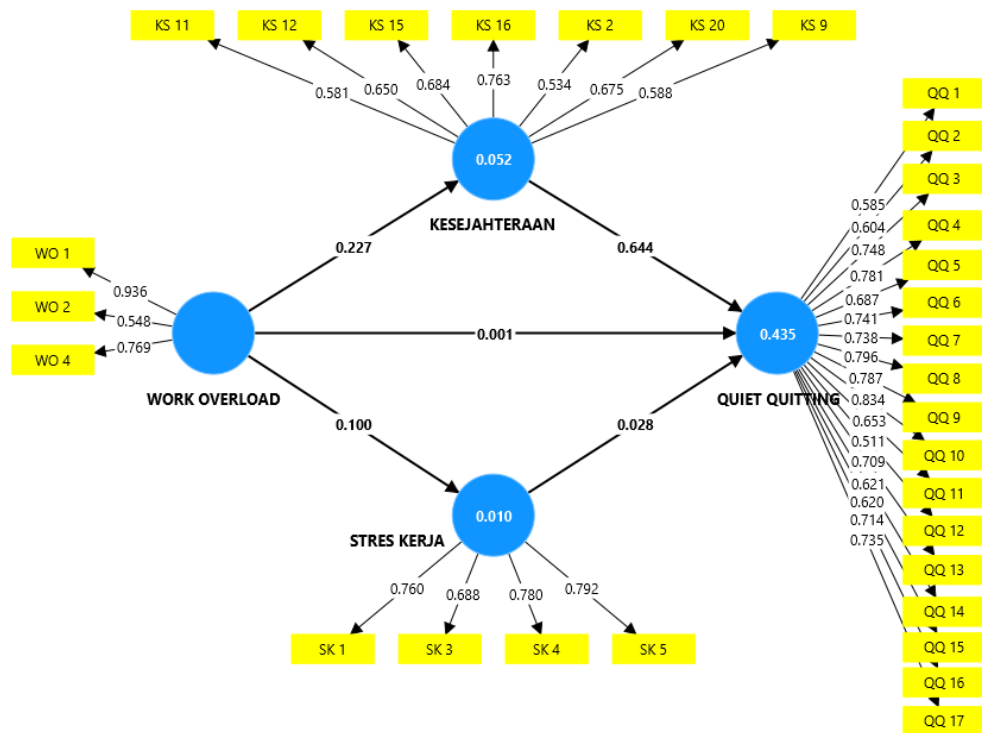 KS 11 KS 12 KS 15 KS 16 KS 2 KS 20 KS 9
0.581 0.650 0.684 0.763 0.534 0.675 0.588
0.052
KESEJAHTERAAN
0.227
0.644
WO 1
WO 2
WO 4
0.936
0.548
0.769
WORK OVERLOAD
0.001
0.435
QUIET QUITTING
0.100
0.028
0.010
STRES KERJA
0.760 0.688 0.780 0.792
SK 1 SK 3 SK 4 SK 5
0.585
0.604
0.748
0.781
0.687
0.741
0.738
0.796
0.787
0.834
0.653
0.511
0.709
0.621
0.620
0.714
0.735
QQ 1
QQ 2
QQ 3
QQ 4
QQ 5
QQ 6
QQ 7
QQ 8
QQ 9
QQ 10
QQ 11
QQ 12
QQ 13
QQ 14
QQ 15
QQ 16
QQ 17